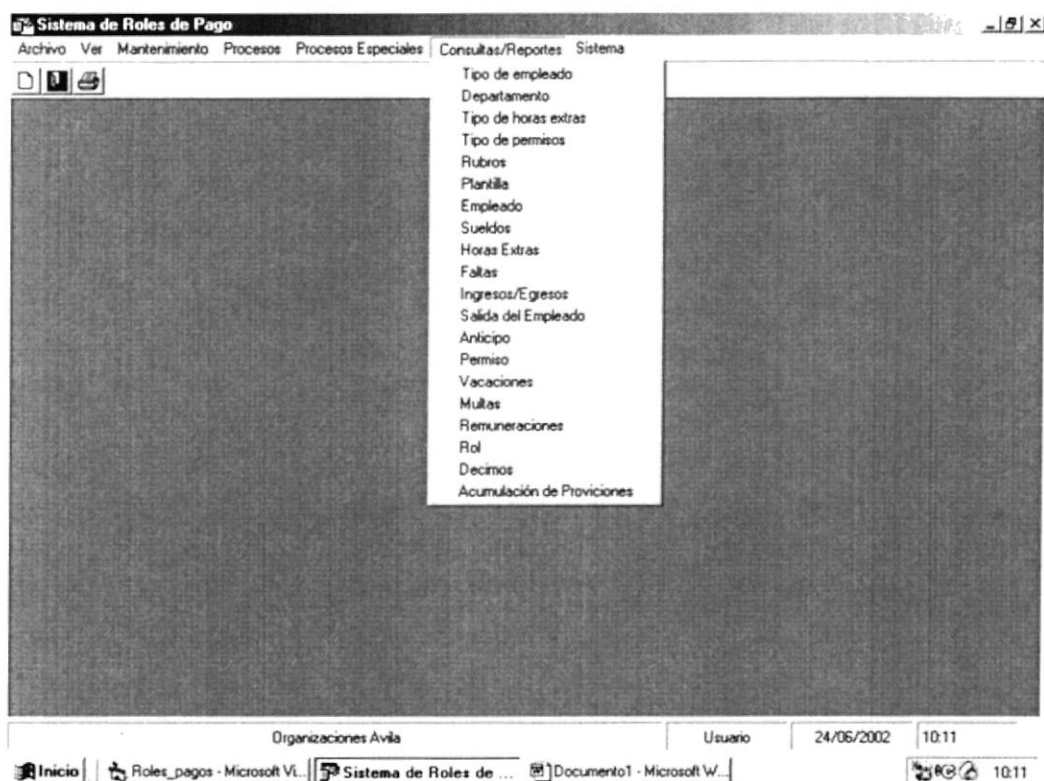 Sistema de Roles de Pago
Archivo Ver Mantenimiento Procesos Procesos Especiales Consultas/Reportes Sistema
Tipo de empleado
Departamento
Tipo de horas extras
Tipo de permisos
Rubros
Plantilla
Empleado
Sueldos
Horas Extras
Faltas
Ingresos/Egresos
Salida del Empleado
Anticipo
Permiso
Vacaciones
Multas
Remuneraciones
Rol
Decimos
Acumulación de Proviciones
Organizaciones Avila Usuario 24/06/2002 10:11
Inicio Roles_pagos - Microsoft Vi... Sistema de Roles de ... Documento1 - Microsoft W... 10:11